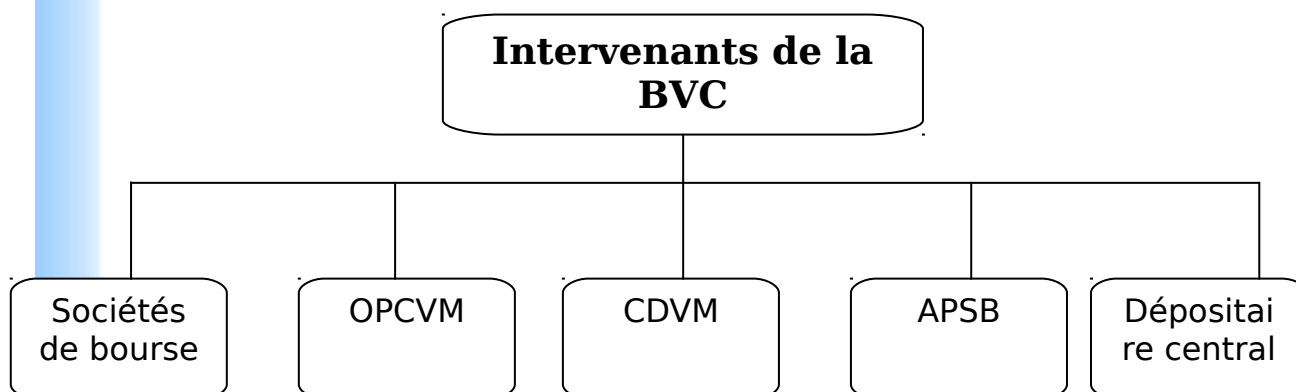 Intervenants de la
BVC
Sociétés
de bourse
OPCVM
CDVM
APSB
Dépositai
re central